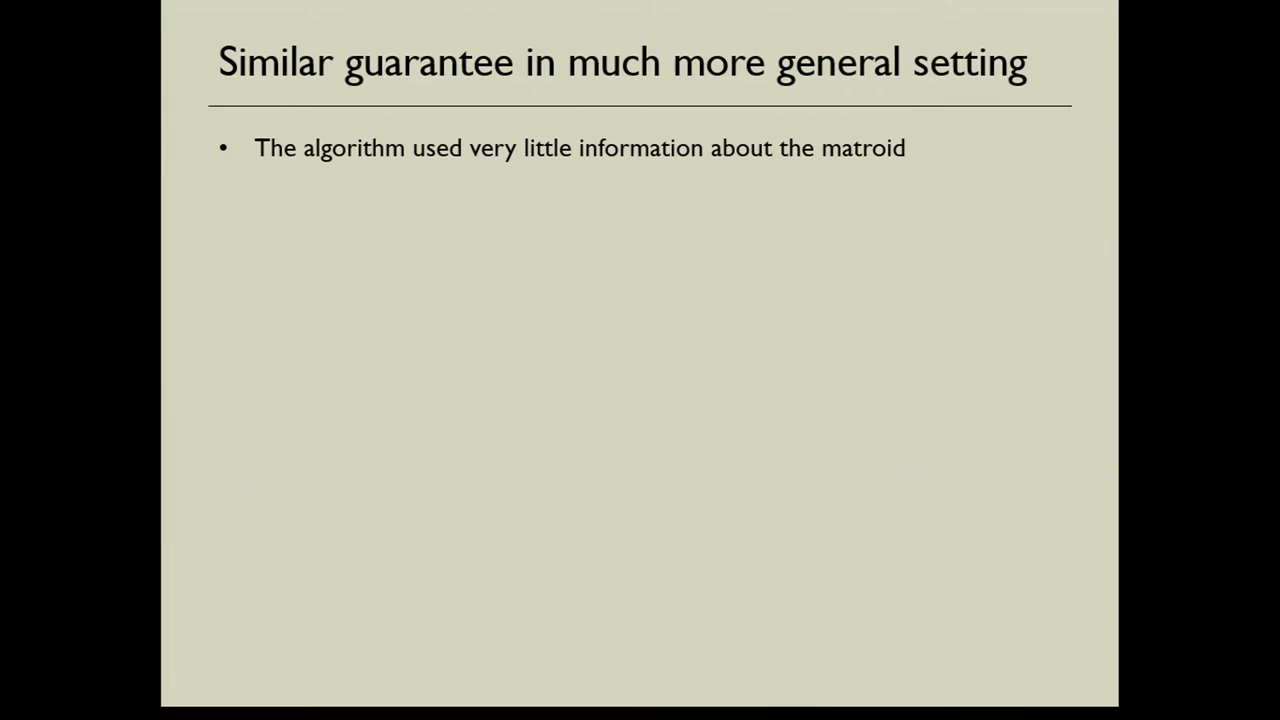 Similar guarantee in much more general setting
• The algorithm used very little information about the matroid